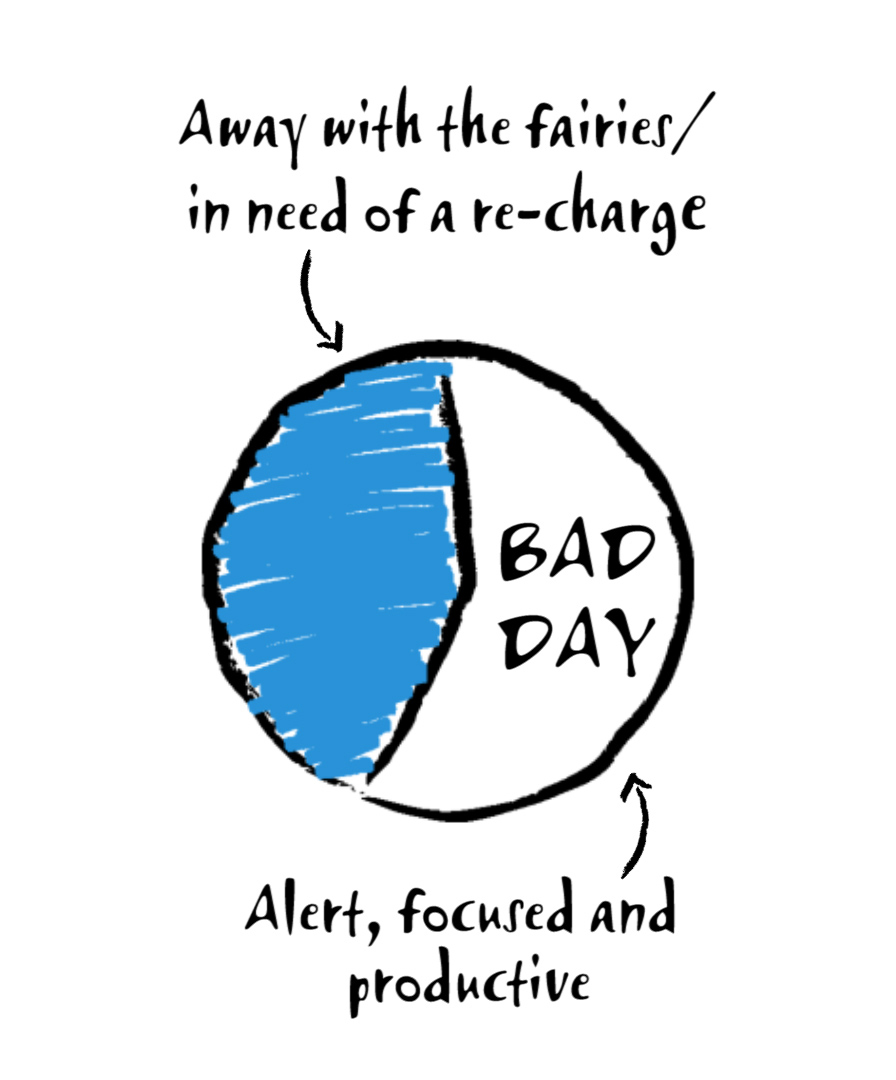 Away with the fairies/
in need of a re-charge
BAD
DAY
Alert, focused and
productive